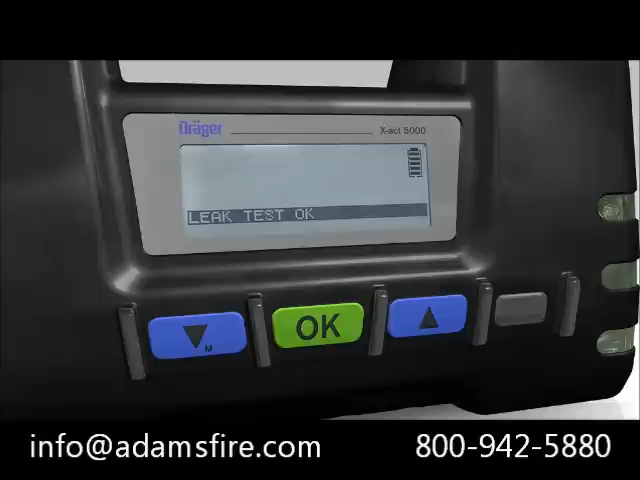 Dräger
X-act 5000
LEAK TEST OK
M
OK
info@adamsfire.com
800-942-5880